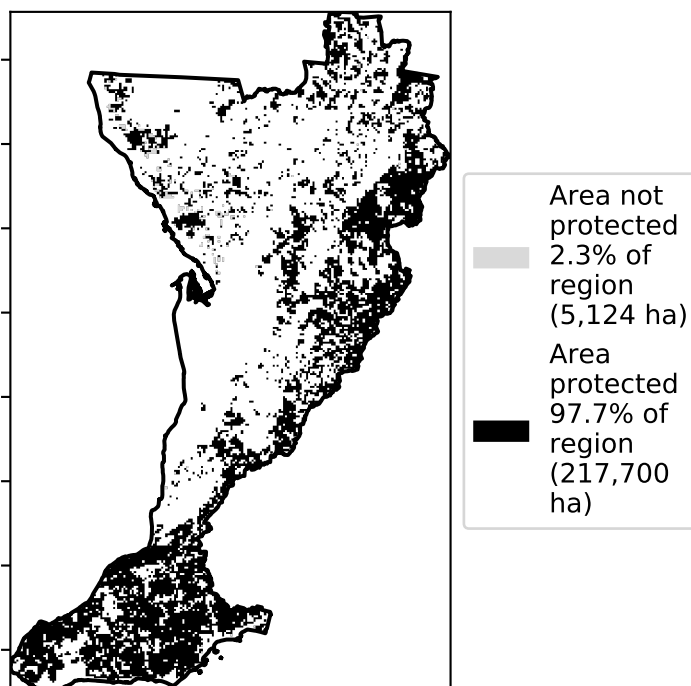 Area not
protected
2.3% of
region
(5,124 ha)
Area
protected
97.7% of
region
(217,700
ha)